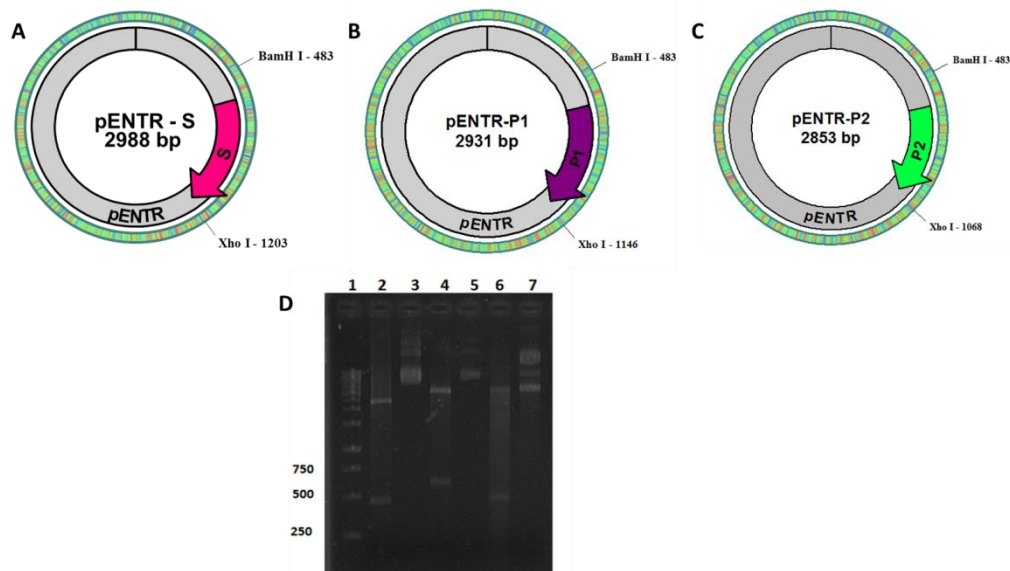 A
BamH I - 483
pENTR - S
2988 bp
S
pENTR
Xho I - 1203
B
BamH I - 483
pENTR-P1
2931 bp
P1
pENTR
Xho I - 1146
C
BamH I - 483
pENTR-P2
2853 bp
P2
pENTR
Xho I - 1068
D
1 2 3 4 5 6 7
750
500
250